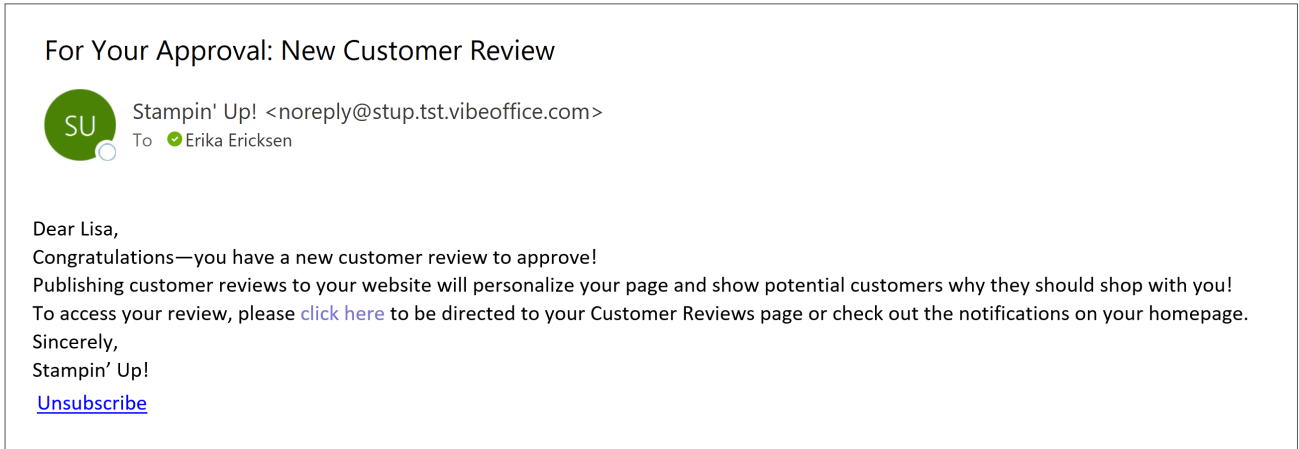 For Your Approval: New Customer Review
SU
Stampin' Up! <noreply@stup.tst.vibeoffice.com>
To Erika Ericksen
Dear Lisa,
Congratulations—you have a new customer review to approve!
Publishing customer reviews to your website will personalize your page and show potential customers why they should shop with you!
To access your review, please click here to be directed to your Customer Reviews page or check out the notifications on your homepage.
Sincerely,
Stampin’ Up!
Unsubscribe